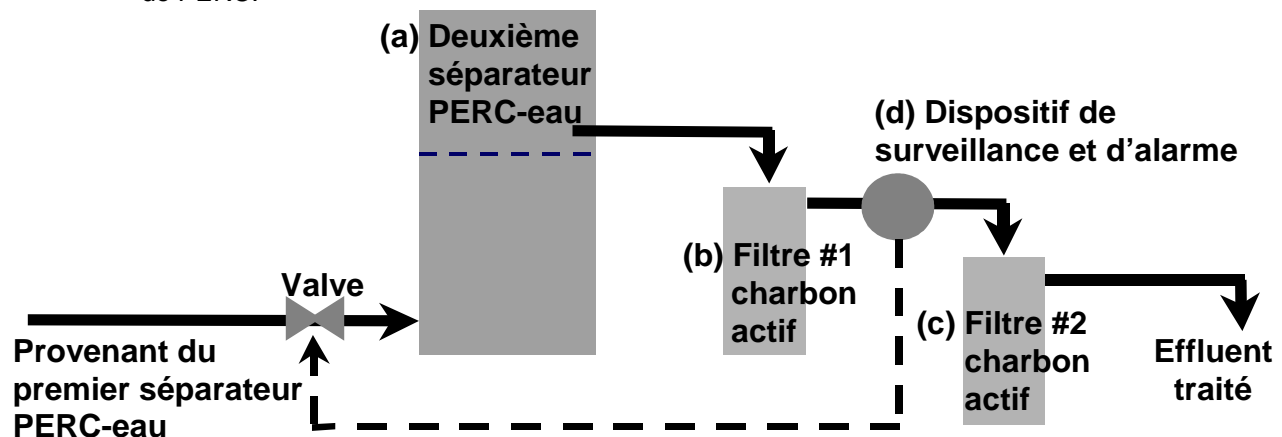 (a) Deuxième
séparateur
PERC-eau
(d) Dispositif de
surveillance et d'alarme
(b) Filtre #1
charbon
actif
Valve
(c) Filtre #2
charbon
actif
Effluent
traité
Provenant du
premier séparateur
PERC-eau